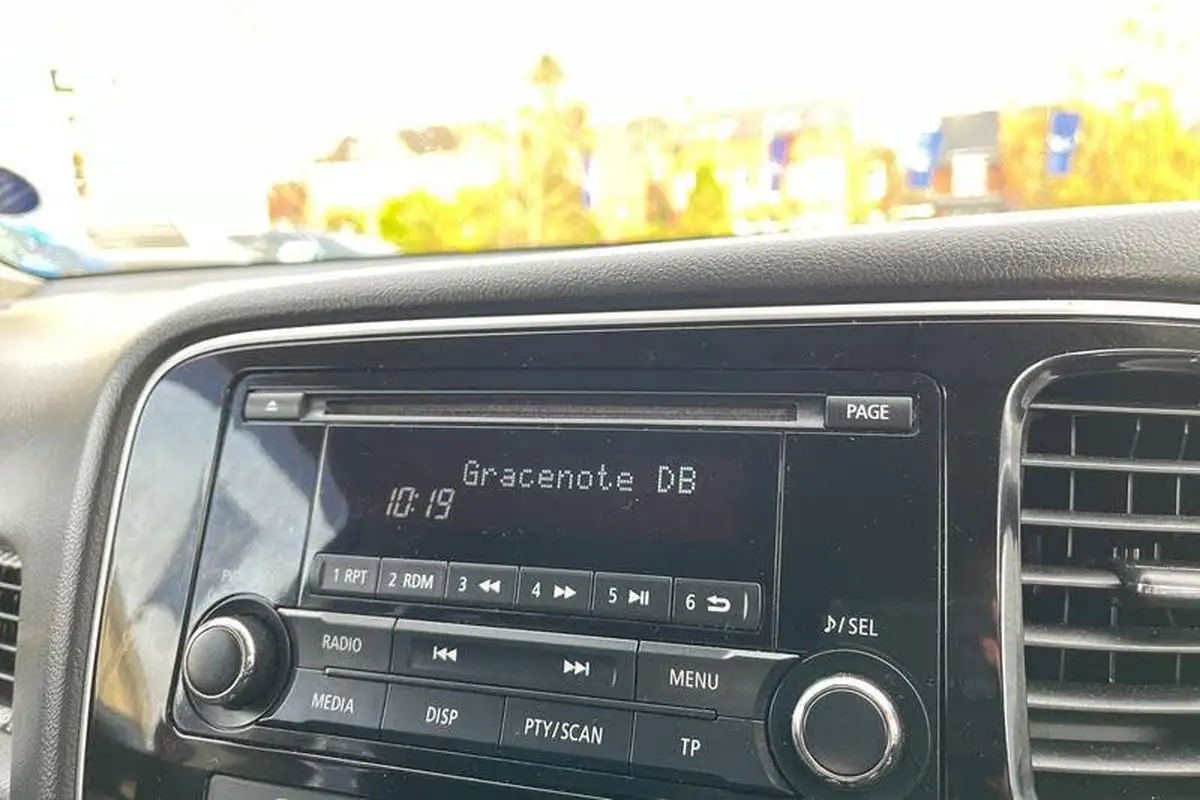 PAGE
Gracenote DB
10:19
1 RPT
2 RDM
3
4
5
6
♪/SEL
RADIO
MENU
MEDIA
DISP
PTY/SCAN
TP